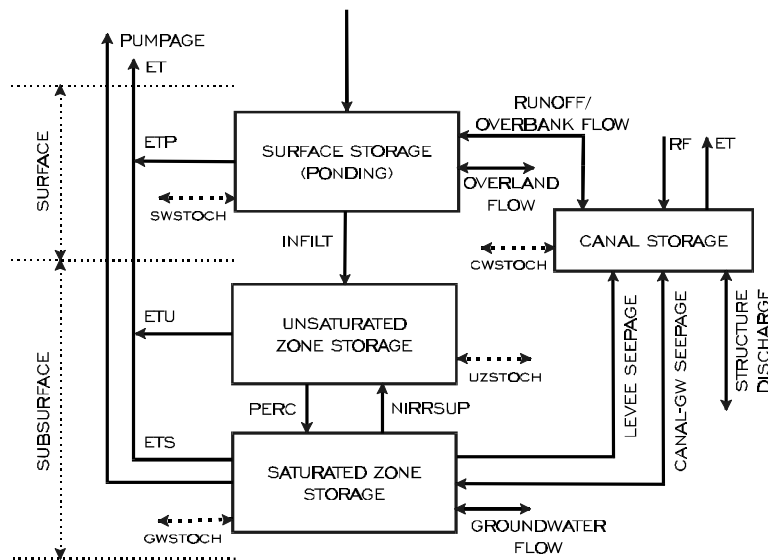 PUMPAGE
ET
RUNOFF/
OVERBANK FLOW
RF
ET
ETP
SURFACE STORAGE
(PONDING)
OVERLAND
FLOW
SURFACE
SWSTOCH
INFILT
CWSTOCH
CANAL STORAGE
ETU
UNSATURATED
ZONE STORAGE
UZSTOCH
LEVEE SEEPAGE
CANAL-GW SEEPAGE
STRUCTURE
DISCHARGE
SUBSURFACE
PERC
NIRRSUP
ETS
SATURATED ZONE
STORAGE
GWSTOCH
GROUNDWATER
FLOW